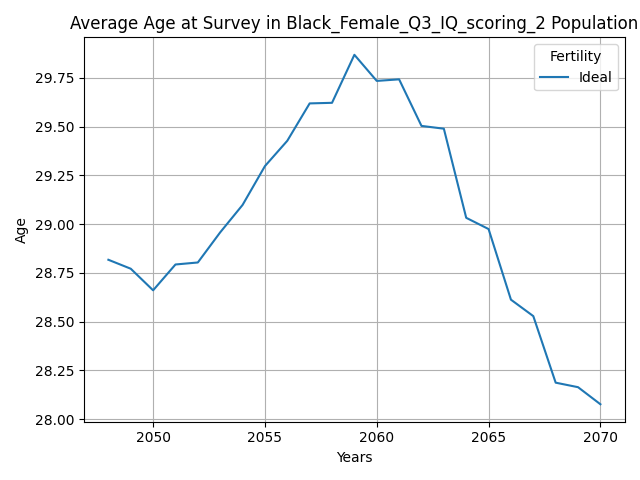 Average Age at Survey in Black_Female_Q3_IQ_scoring_2 Population
Fertility
Ideal
29.75
29.50
29.25
29.00
28.75
28.50
28.25
28.00
Age
2050 2055 2060 2065 2070
Years